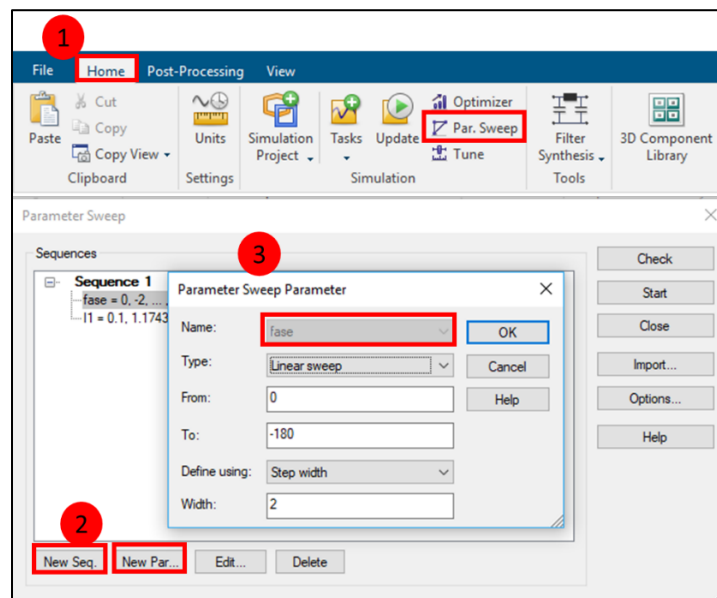 1
File Home Post-Processing View
Paste
Cut
Copy
Copy View
Clipboard
Units
Settings
Simulation
Project
Tasks
Update
Optimizer
Par. Sweep
Tune
Simulation
Filter
Synthesis
Tools
3D Component
Library
Parameter Sweep
Sequences
Sequence 1
fase = 0, -2, ... ,
l1 = 0.1, 1.1743
3
Parameter Sweep Parameter
Name: fase
Type: Linear sweep
From: 0
To: -180
Define using: Step width
Width: 2
OK
Cancel
Help
Check
Start
Close
Import...
Options...
Help
2
New Seq. New Par... Edit... Delete